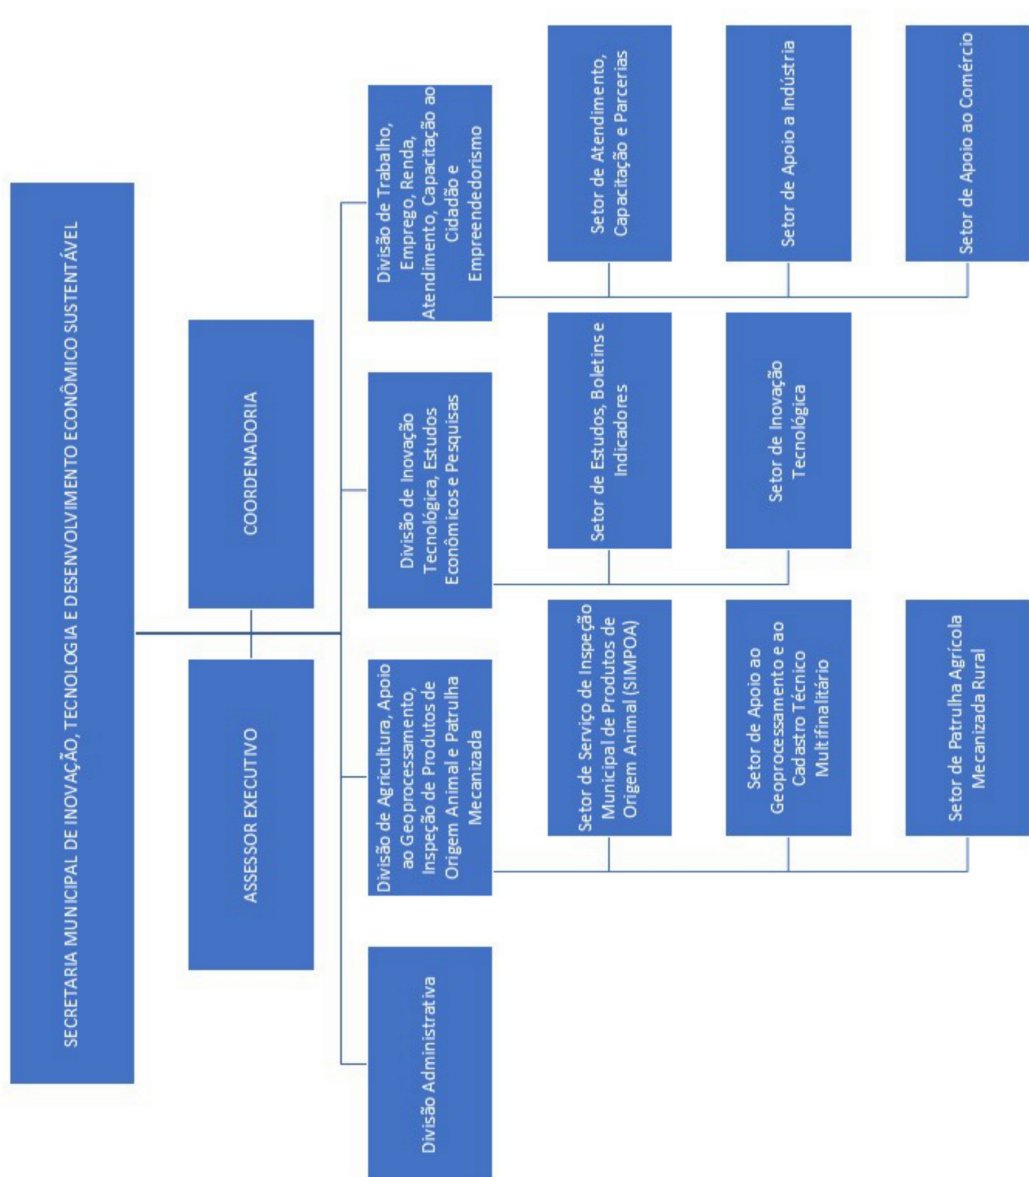 SECRETARIA MUNICIPAL DE INOVAÇÃO, TECNOLOGIA E DESENVOLVIMENTO ECONÔMICO SUSTENTÁVEL
ASSESSOR EXECUTIVO
COORDENADORIA
Divisão Administrativa
Divisão de Agricultura, Apoio
ao Geoprocessamento,
Inspeção de Produtos de
Origem Animal e Patrulha
Mecanizada
Divisão de Inovação
Tecnológica, Estudos
Econômicos e Pesquisas
Divisão de Trabalho,
Emprego, Renda,
Atendimento, Capacitação ao
Cidadão e
Empreendedorismo
Setor de Serviço de Inspeção
Municipal de Produtos de
Origem Animal (SIMPOA)
Setor de Apoio ao
Geoprocessamento e ao
Cadastro Técnico
Multifinalitário
Setor de Patrulha Agrícola
Mecanizada Rural
Setor de Estudos, Boletins e
Indicadores
Setor de Inovação
Tecnológica
Setor de Atendimento,
Capacitação e Parcerias
Setor de Apoio a Indústria
Setor de Apoio ao Comércio